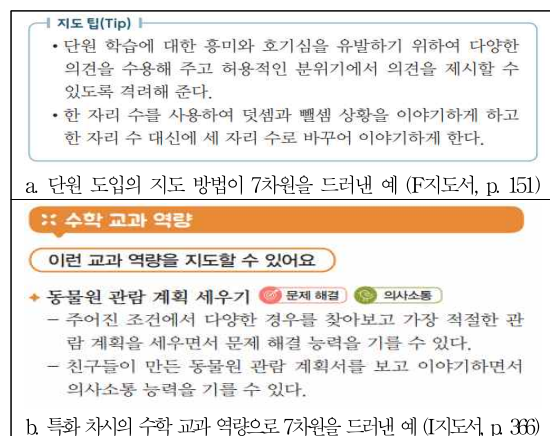 지도 팁(Tip)
• 단원 학습에 대한 흥미와 호기심을 유발하기 위하여 다양한
의견을 수용해 주고 허용적인 분위기에서 의견을 제시할 수
있도록 격려해 준다.
• 한 자리 수를 사용하여 덧셈과 뺄셈 상황을 이야기하게 하고
한 자리 수 대신에 세 자리 수로 바꾸어 이야기하게 한다.
a. 단원 도입의 지도 방법이 7차원을 드러낸 예 (F지도서, p. 151)
수학 교과 역량
이런 교과 역량을 지도할 수 있어요
동물원 관람 계획 세우기 문제 해결 의사소통
– 주어진 조건에서 다양한 경우를 찾아보고 가장 적절한 관
람 계획을 세우면서 문제 해결 능력을 기를 수 있다.
– 친구들이 만든 동물원 관람 계획서를 보고 이야기하면서
의사소통 능력을 기를 수 있다.
b. 특화 차시의 수학 교과 역량으로 7차원을 드러낸 예 (I지도서, p. 366)